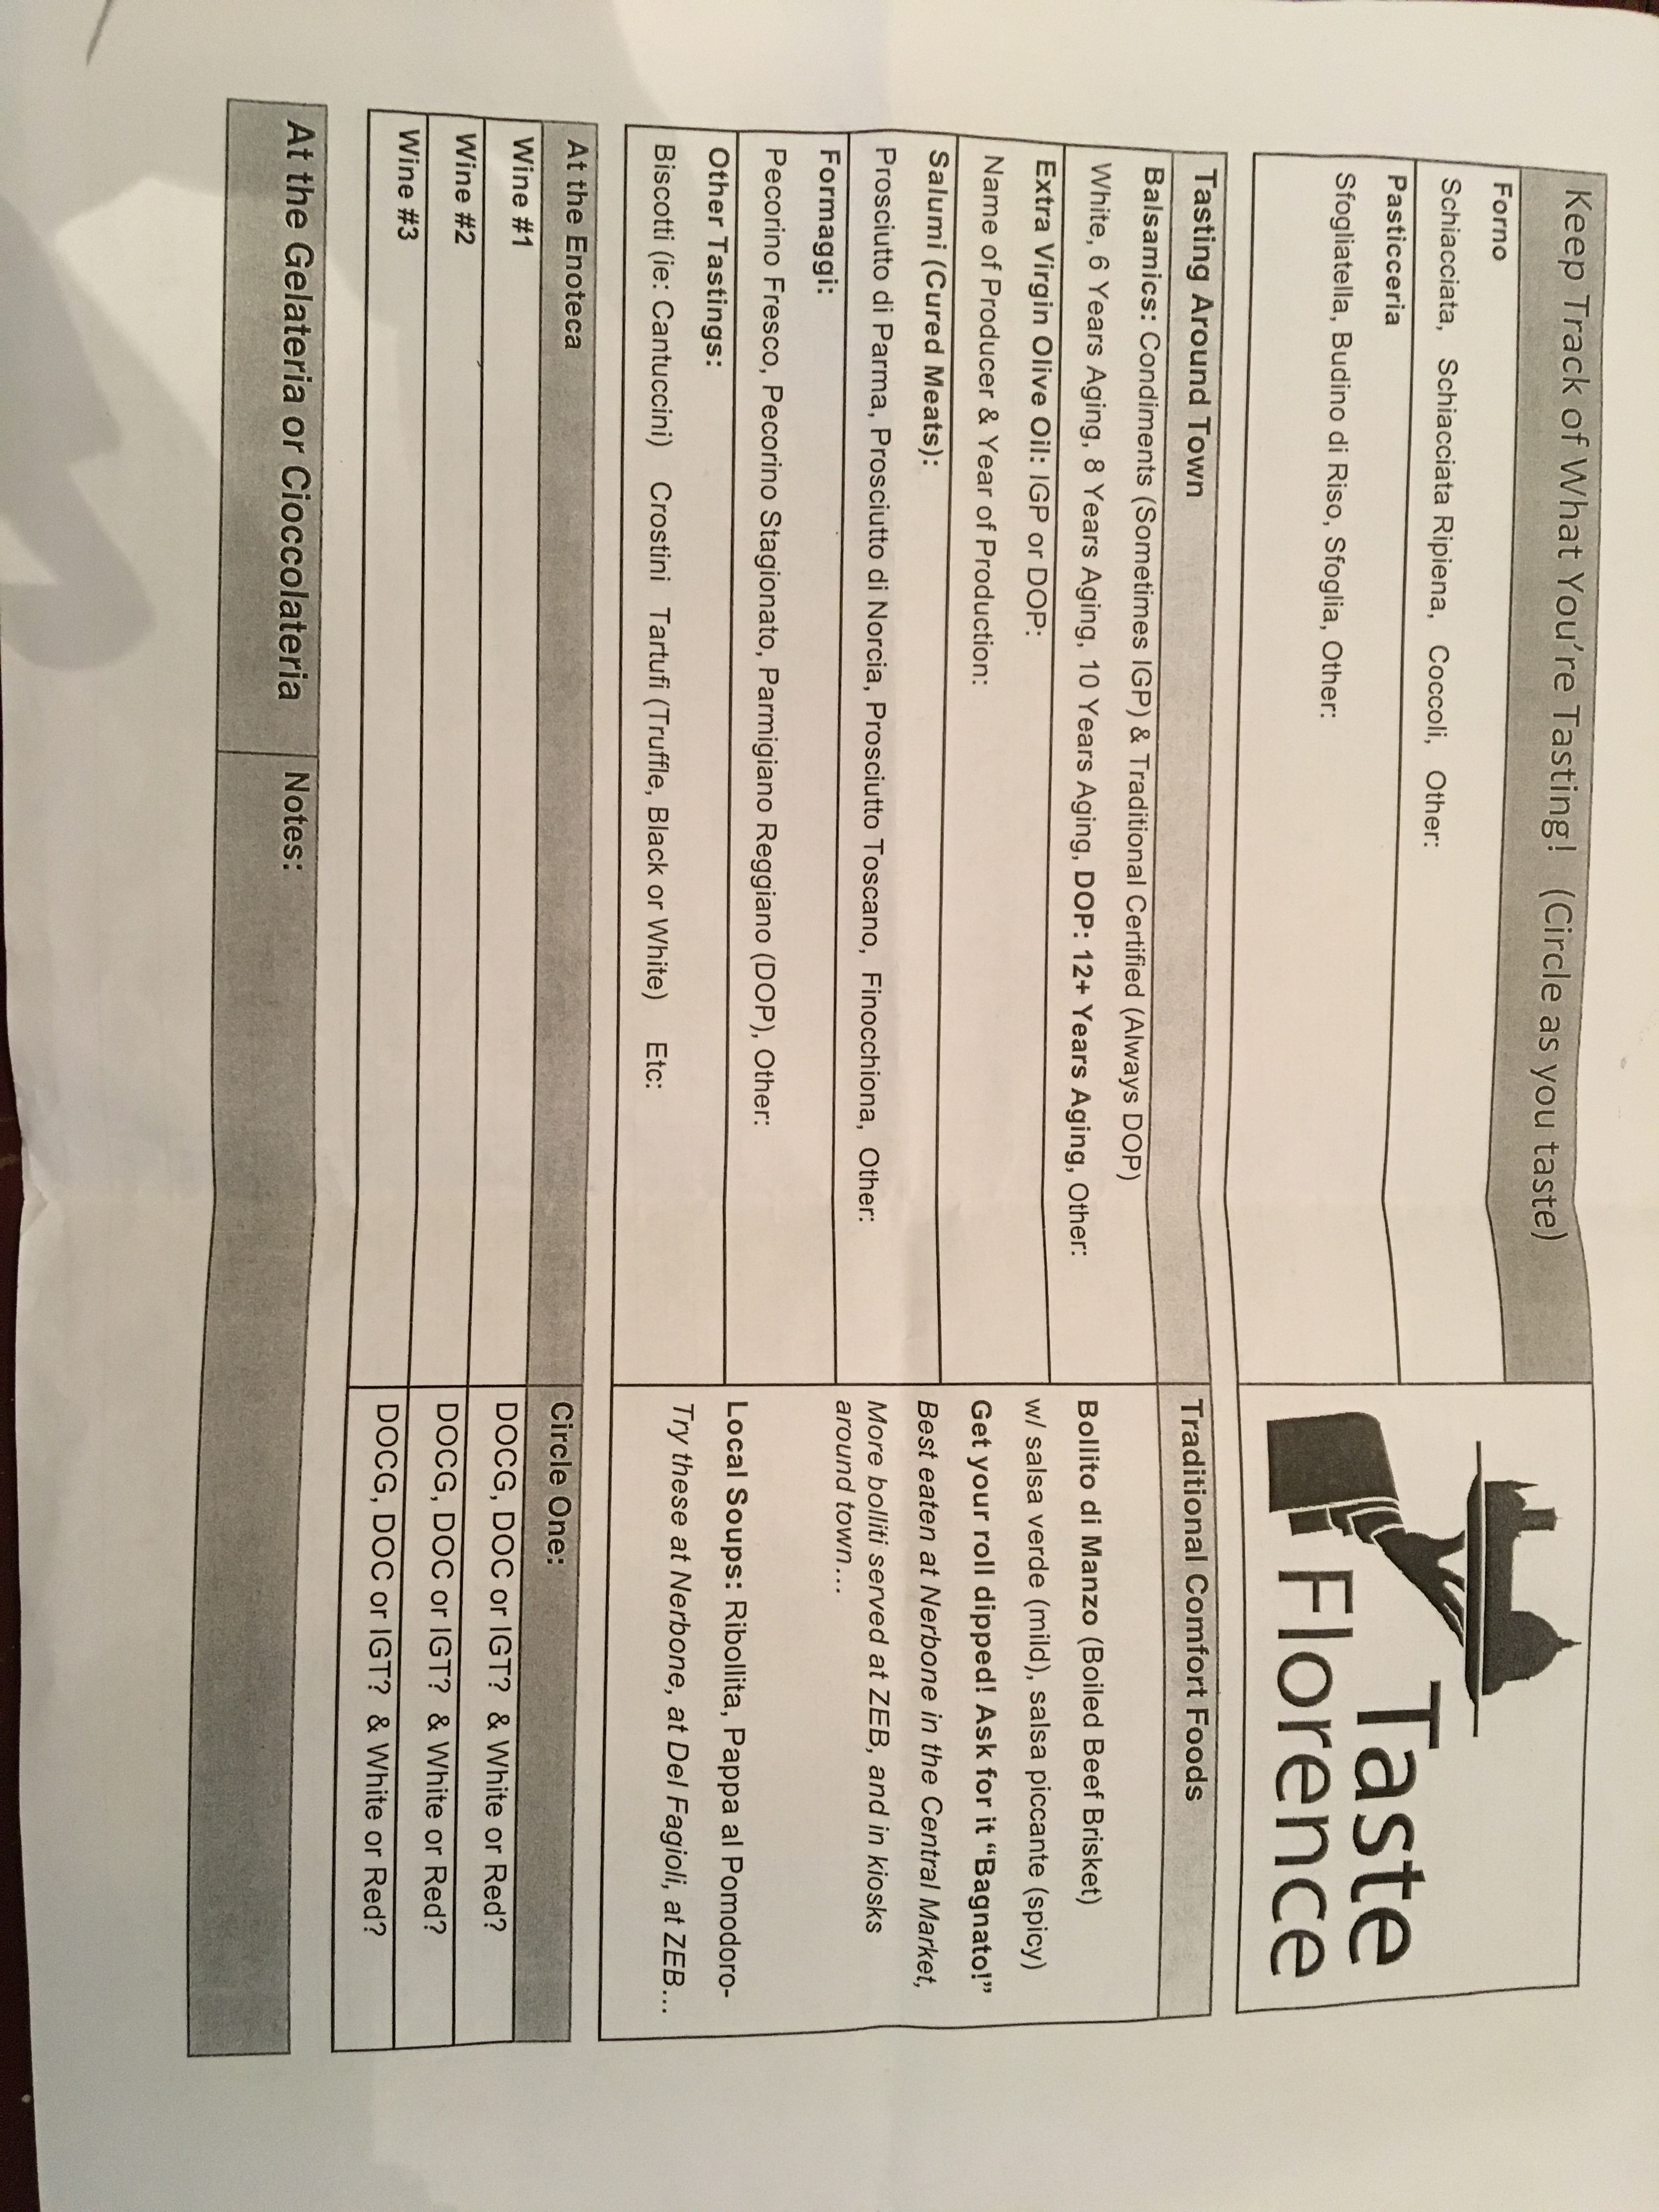 Keep Track of What You're Tasting!  (Circle as you taste)
Forno
Schiacciata,  Schiacciata Ripiena,  Coccoli,  Other:
Pasticceria
Sfogliatella, Budino di Riso, Sfoglia, Other:
Taste
Florence
Tasting Around Town
Balsamics: Condiments (Sometimes IGP) & Traditional Certified (Always DOP)
White, 6 Years Aging, 8 Years Aging, 10 Years Aging, DOP: 12+ Years Aging, Other:
Extra Virgin Olive Oil: IGP or DOP:
Name of Producer & Year of Production:
Salumi (Cured Meats):
Prosciutto di Parma, Prosciutto di Norcia, Prosciutto Toscano,  Finocchiona,  Other:
Formaggi:
Pecorino Fresco, Pecorino Stagionato, Parmigiano Reggiano (DOP), Other:
Other Tastings:
Biscotti (ie: Cantuccini)   Crostini   Tartufi (Truffle, Black or White)   Etc:
Traditional Comfort Foods
Bollito di Manzo (Boiled Beef Brisket)
w/ salsa verde (mild), salsa piccante (spicy)
Get your roll dipped! Ask for it “Bagnato!”
Best eaten at Nerbone in the Central Market,
More bolliti served at ZEB, and in kiosks
around town…
Local Soups: Ribollita, Pappa al Pomodoro-
Try these at Nerbone, at Del Fagioli, at ZEB…
At the Enoteca
Circle One:
Wine #1
DOCG, DOC or IGT?  & White or Red?
Wine #2
DOCG, DOC or IGT?  & White or Red?
Wine #3
DOCG, DOC or IGT?  & White or Red?
At the Gelateria or Cioccolateria
Notes: